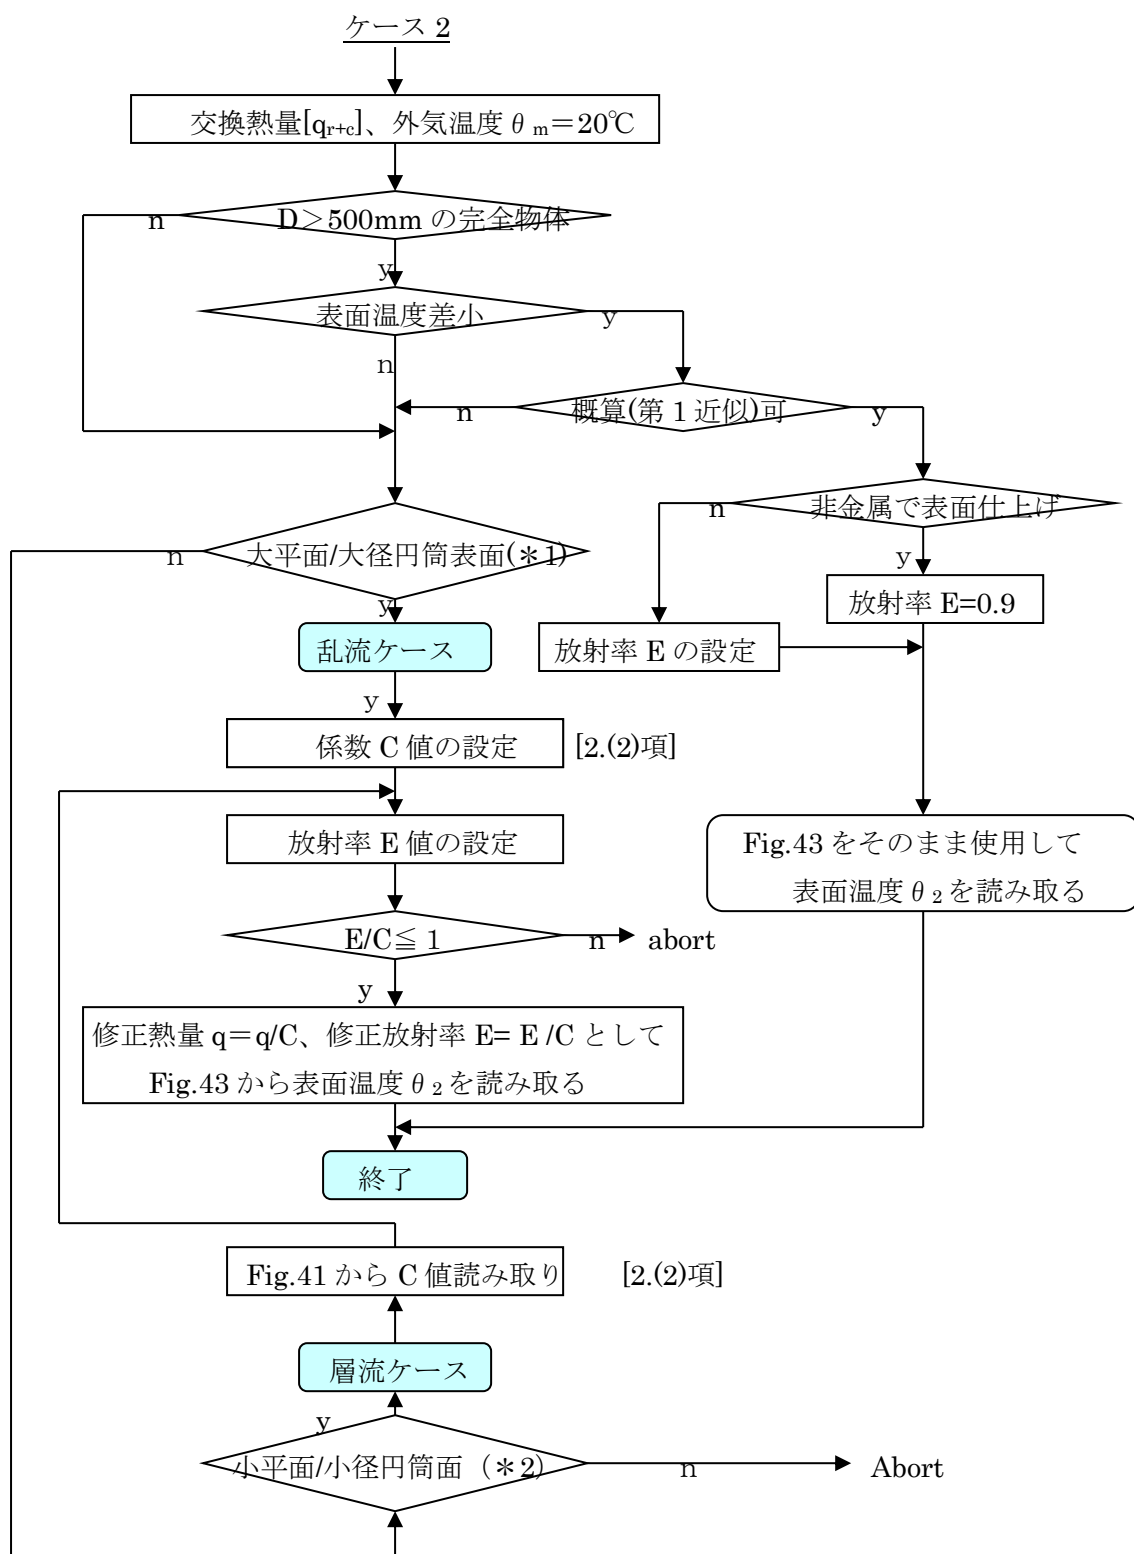 ケース 2
交換熱量[qr+c]、外気温度 θ m＝20℃
n
D＞500mm の完全物体
y
表面温度差小
y
n
n
概算(第 1 近似)可
y
n
非金属で表面仕上げ
n
大平面/大径円筒表面(＊1)
y
y
放射率 E=0.9
乱流ケース
放射率 E の設定
y
係数 C 値の設定
[2.(2)項]
放射率 E 値の設定
Fig.43 をそのまま使用して
表面温度 θ 2 を読み取る
E/C≦ 1
n
abort
y
修正熱量 q＝q/C、修正放射率 E= E /C として
Fig.43 から表面温度 θ 2 を読み取る
終了
Fig.41 から C 値読み取り
[2.(2)項]
層流ケース
y
小平面/小径円筒面（＊2）
n
Abort